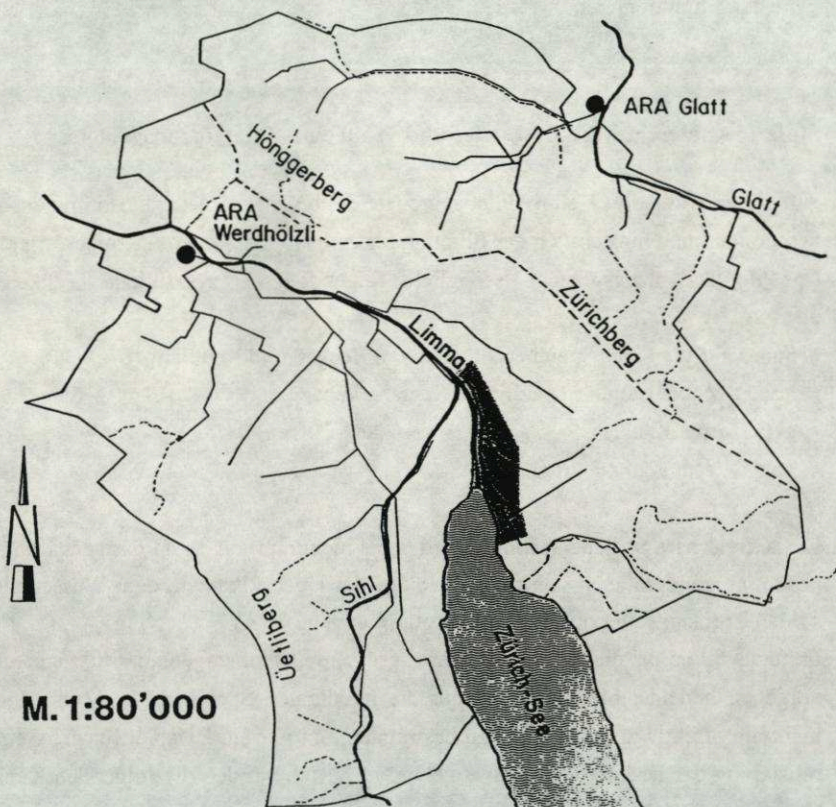 ARA Glatt
Hönggerberg
ARA
Werdhölzli
Glatt
Zürichberg
Limmat
Sihl
Üetliberg
Zürich-See
M. 1:80'000